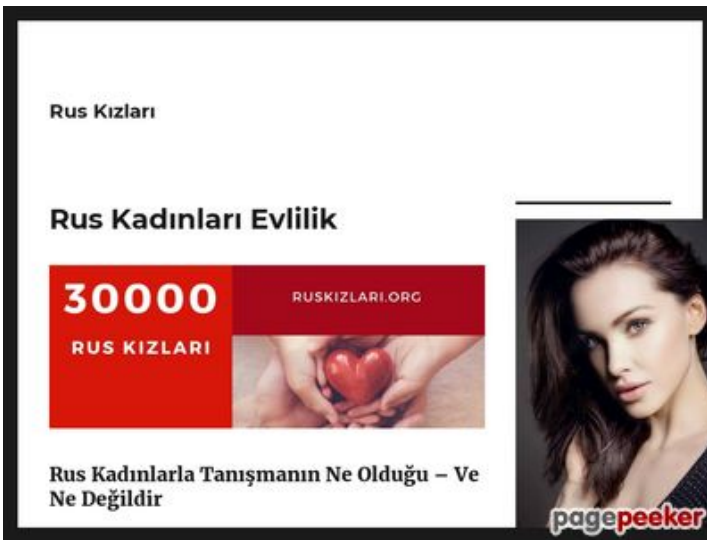 Rus Kızları
Rus Kadınları Evlilik
30000
RUS KIZLARI
RUSKIZLARI.ORG
Rus Kadınlarla Tanışmanın Ne Olduğu – Ve
Ne Değildir
pagepeeker